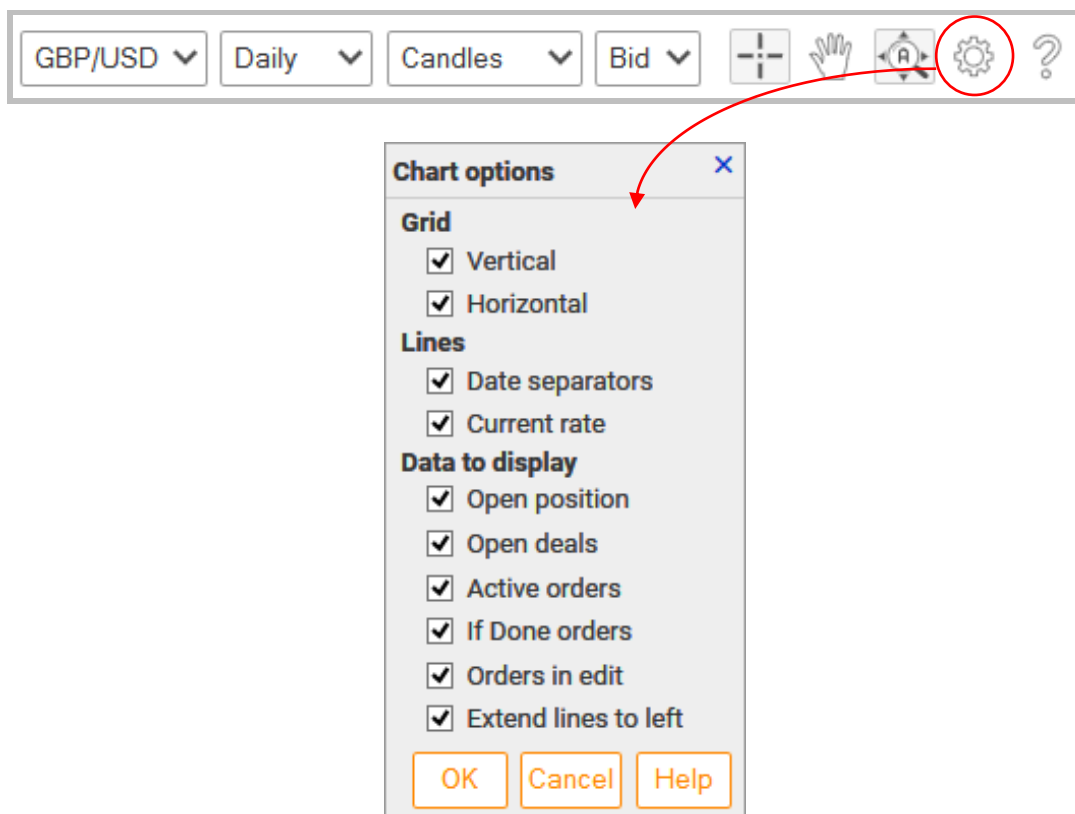 GBP/USD Daily Candles Bid A
Chart options
Grid
Vertical
Horizontal
Lines
Date separators
Current rate
Data to display
Open position
Open deals
Active orders
If Done orders
Orders in edit
Extend lines to left
OK Cancel Help